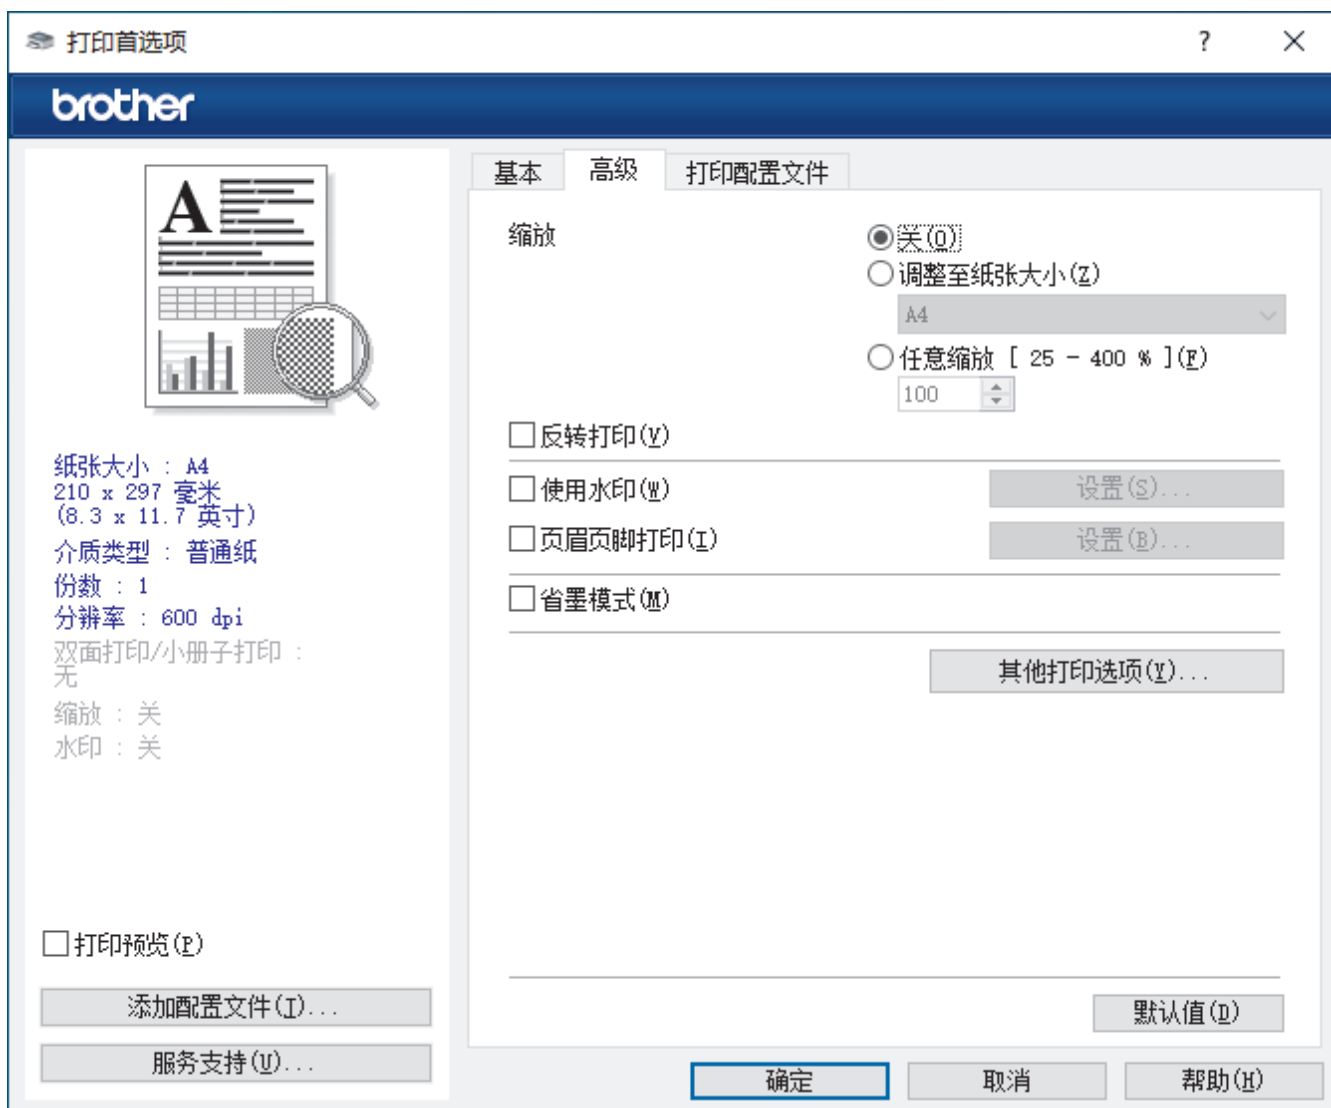 打印首选项
?
brother
A
纸张大小 : A4
210 x 297 毫米
(8.3 x 11.7 英寸)
介质类型 : 普通纸
份数 : 1
分辨率 : 600 dpi
双面打印/小册子打印 :
无
缩放 : 关
水印 : 关
打印预览(P)
添加配置文件(I)...
服务支持(U)...
基本 高级 打印配置文件
缩放
关(O)
调整至纸张大小(Z)
A4
任意缩放 [ 25 - 400 % ](F)
100
反转打印(V)
使用水印(W) 设置(S)...
页眉页脚打印(I) 设置(B)...
省墨模式(M)
其他打印选项(Y)...
默认值(D)
确定 取消 帮助(H)